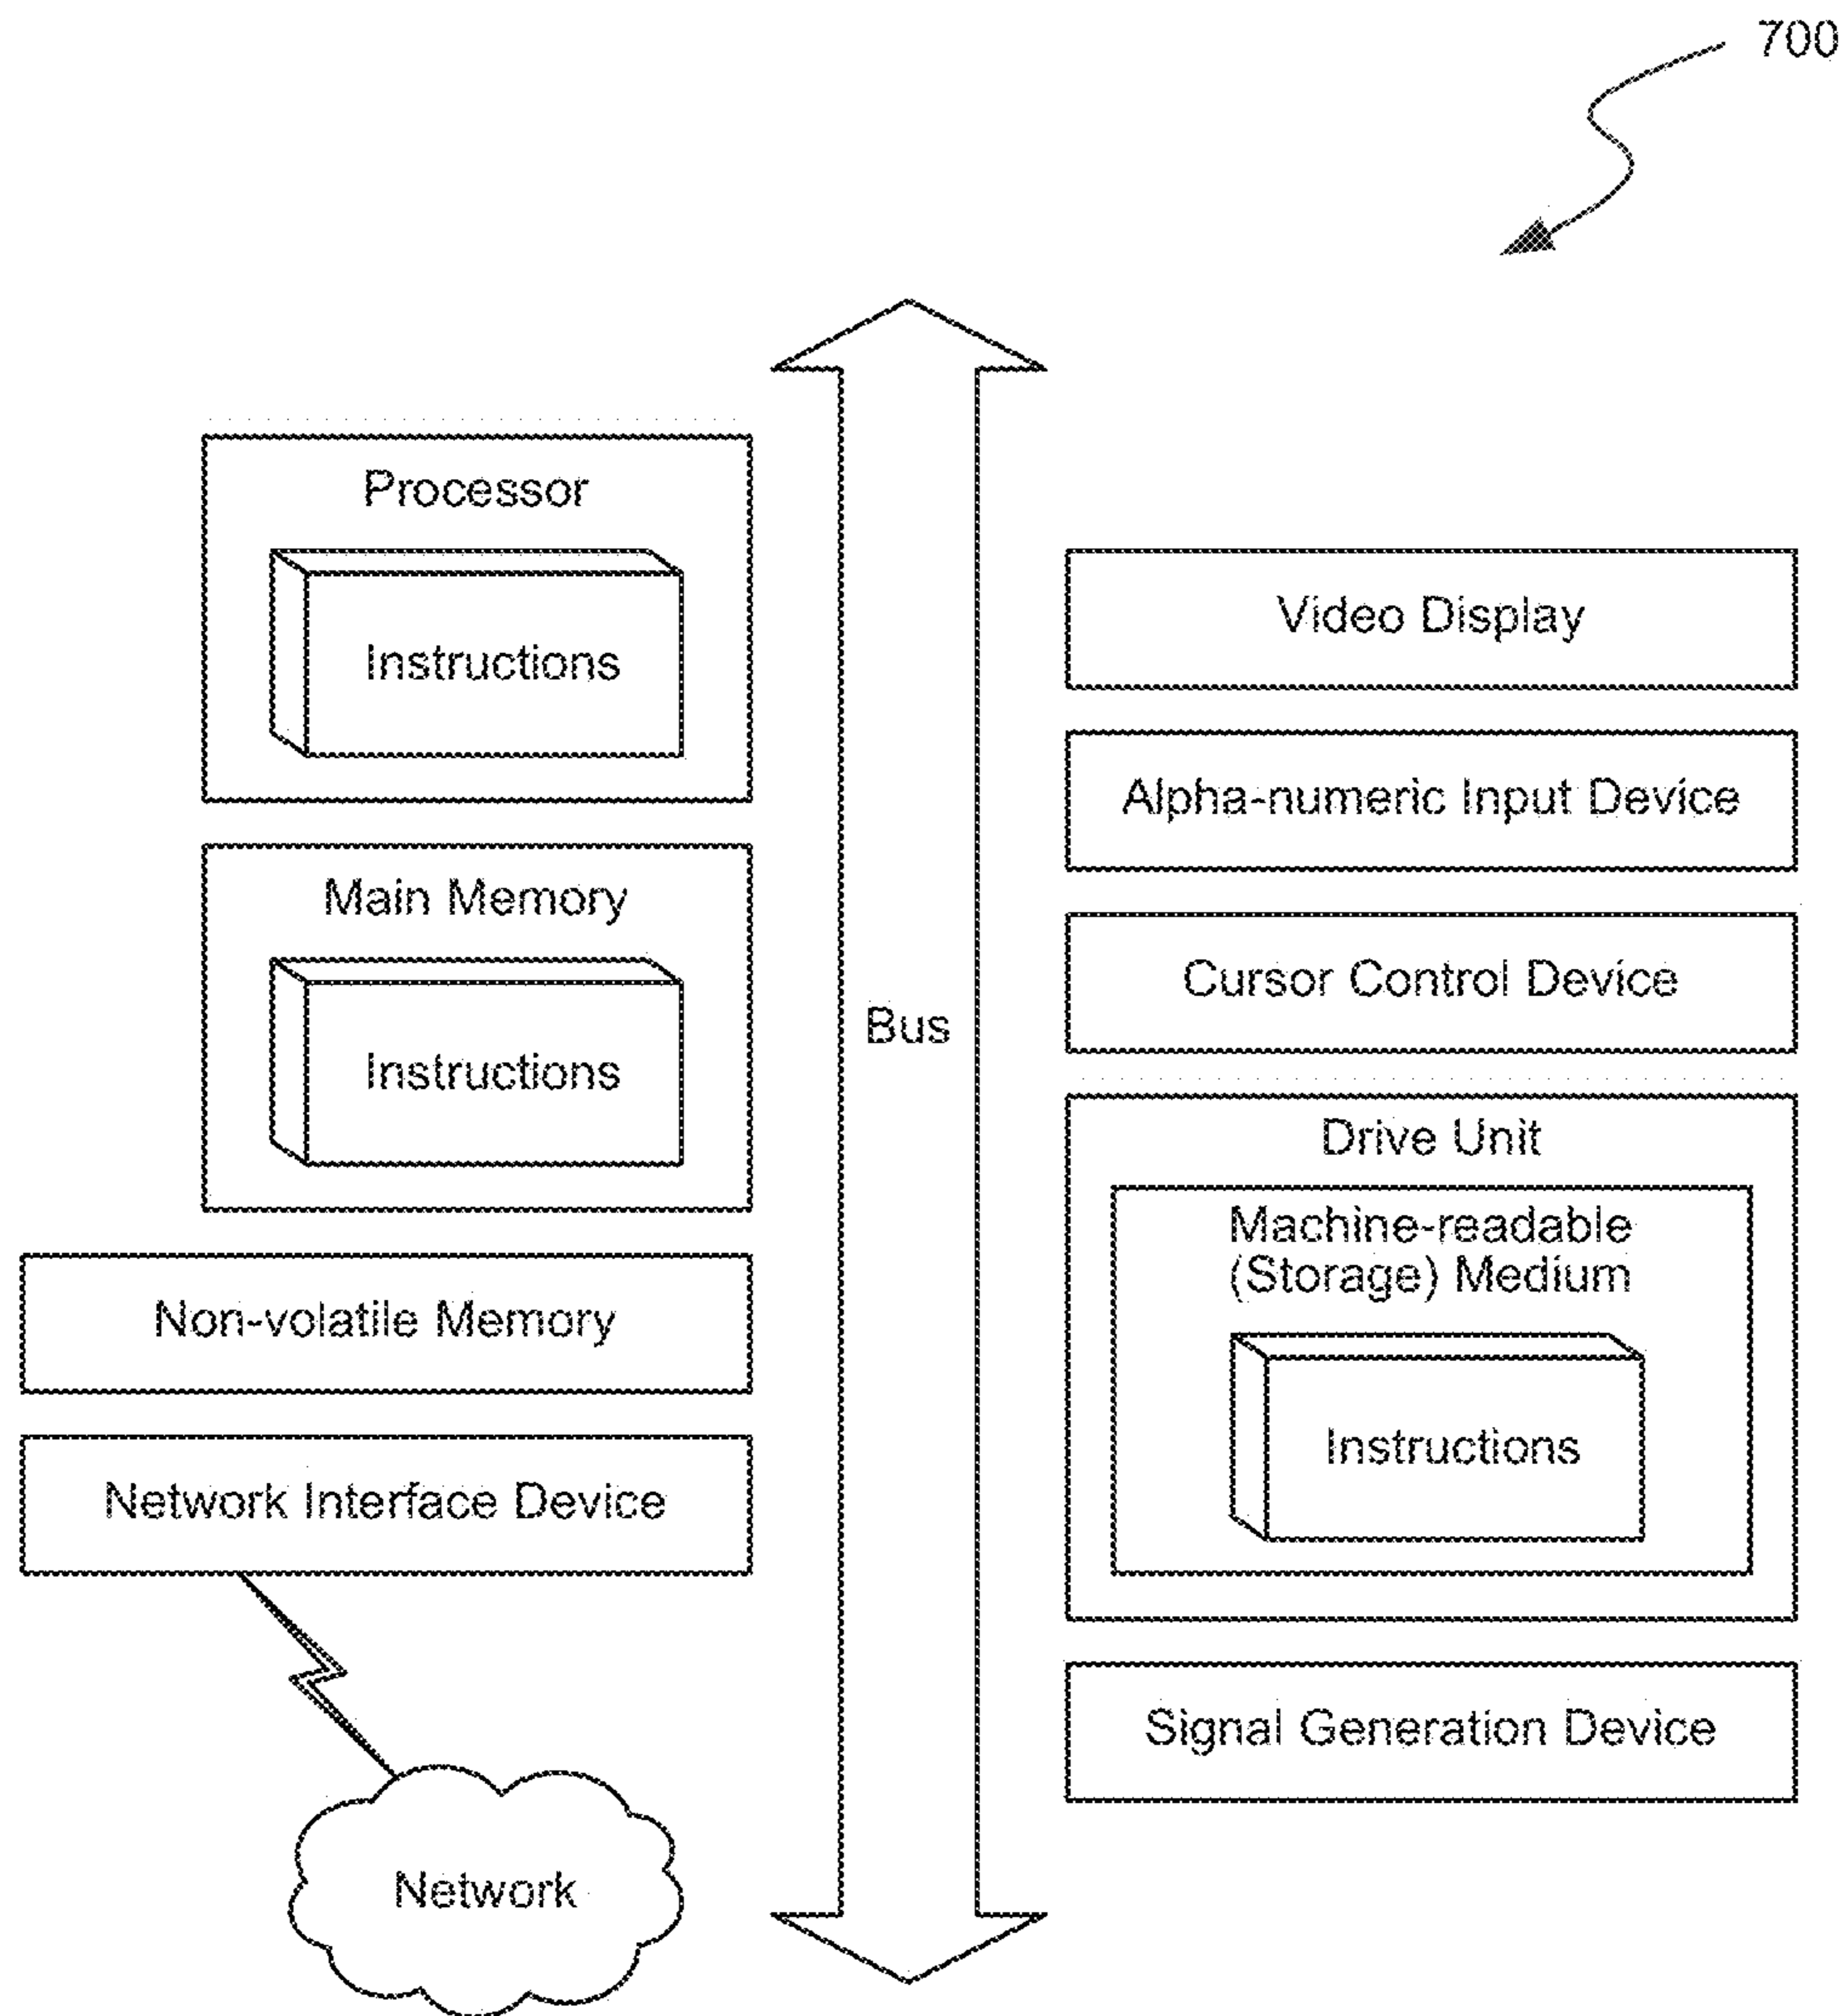 700
Processor
Instructions
Main Memory
Instructions
Non-volatile Memory
Network Interface Device
Network
Bus
Video Display
Alpha-numeric Input Device
Cursor Control Device
Drive Unit
Machine-readable
(Storage) Medium
Instructions
Signal Generation Device